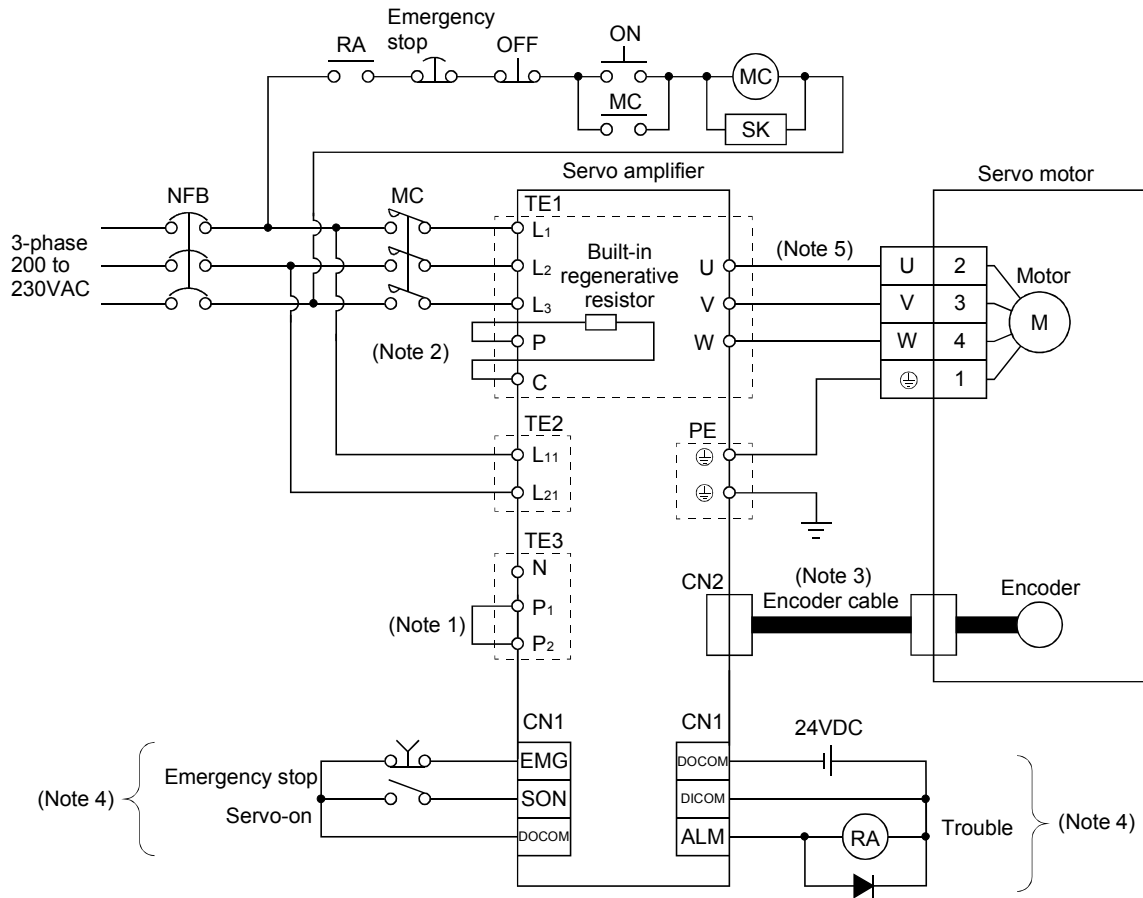 Emergency
stop
RA
OFF
ON
MC
MC
SK
Servo amplifier
Servo motor
NFB
MC
TE1
3-phase
200 to
230VAC
L1
L2
L3
P
C
Built-in
regenerative
resistor
(Note 2)
U
V
W
(Note 5)
U 2
V 3
W 4
1
Motor
M
TE2
L11
L21
PE
TE3
N
P1
P2
(Note 1)
CN2
(Note 3)
Encoder cable
Encoder
CN1
EMG
SON
DOCOM
Emergency stop
Servo-on
(Note 4)
CN1
DOCOM
DICOM
ALM
24VDC
RA
Trouble
(Note 4)